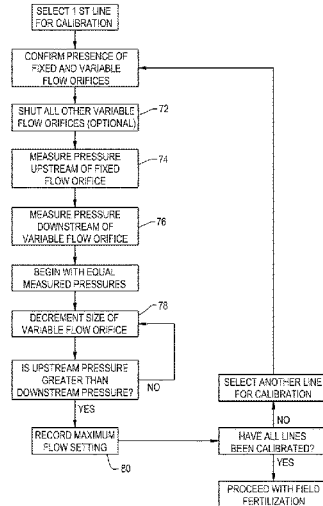 SELECT 1 ST LINE
FOR CALIBRATION
CONFIRM PRESENCE OF
FIXED AND VARIABLE
FLOW ORIFICES
72
SHUT ALL OTHER VARIABLE
FLOW ORIFICES (OPTIONAL)
74
MEASURE PRESSURE
UPSTREAM OF FIXED
FLOW ORIFICE
76
MEASURE PRESSURE
DOWNSTREAM OF
VARIABLE FLOW ORIFICE
BEGIN WITH EQUAL
MEASURED PRESSURES
78
DECREMENT SIZE OF
VARIABLE FLOW ORIFICE
IS UPSTREAM PRESSURE
GREATER THAN
DOWNSTREAM PRESSURE?
NO
YES
RECORD MAXIMUM
FLOW SETTING
80
SELECT ANOTHER LINE
FOR CALIBRATION
NO
HAVE ALL LINES
BEEN CALIBRATED?
YES
PROCEED WITH FIELD
FERTILIZATION